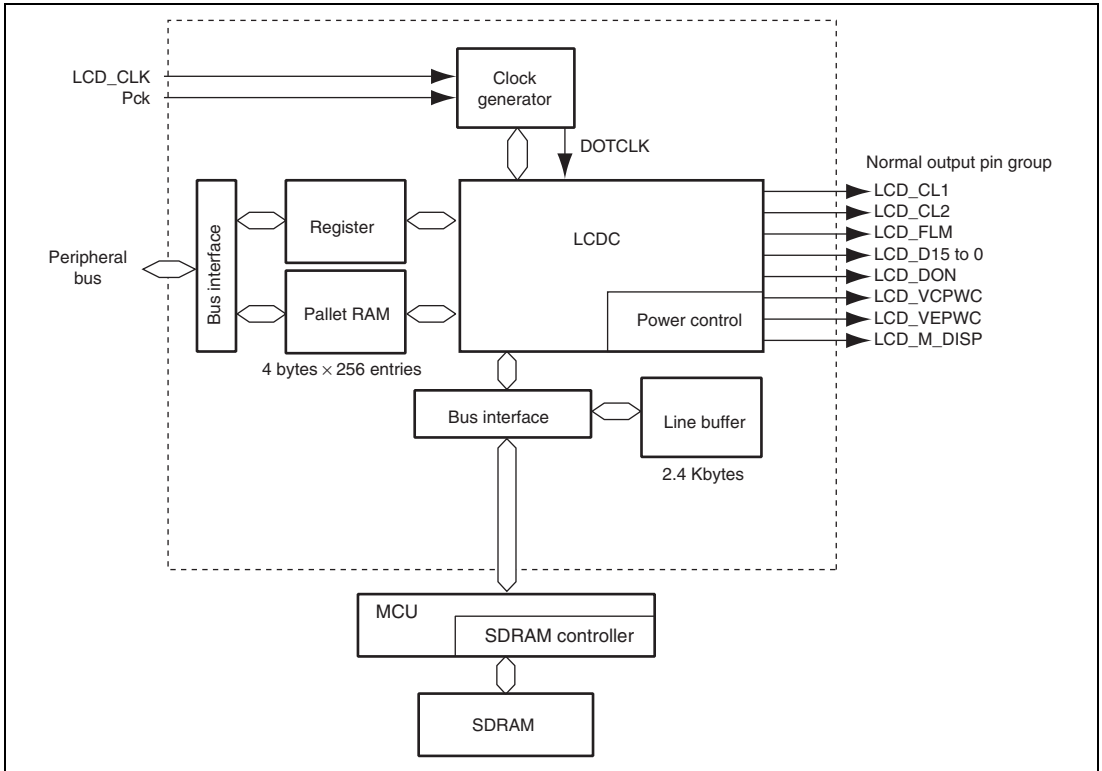 LCD_CLK
Pck
Clock
generator
DOTCLK
Normal output pin group
LCD_CL1
LCD_CL2
LCD_FLM
LCD_D15 to 0
LCD_DON
LCD_VCPWC
LCD_VEPWC
LCD_M_DISP
Peripheral
bus
Bus interface
Register
Pallet RAM
4 bytes × 256 entries
LCDC
Power control
Bus interface
Line buffer
2.4 Kbytes
MCU
SDRAM controller
SDRAM